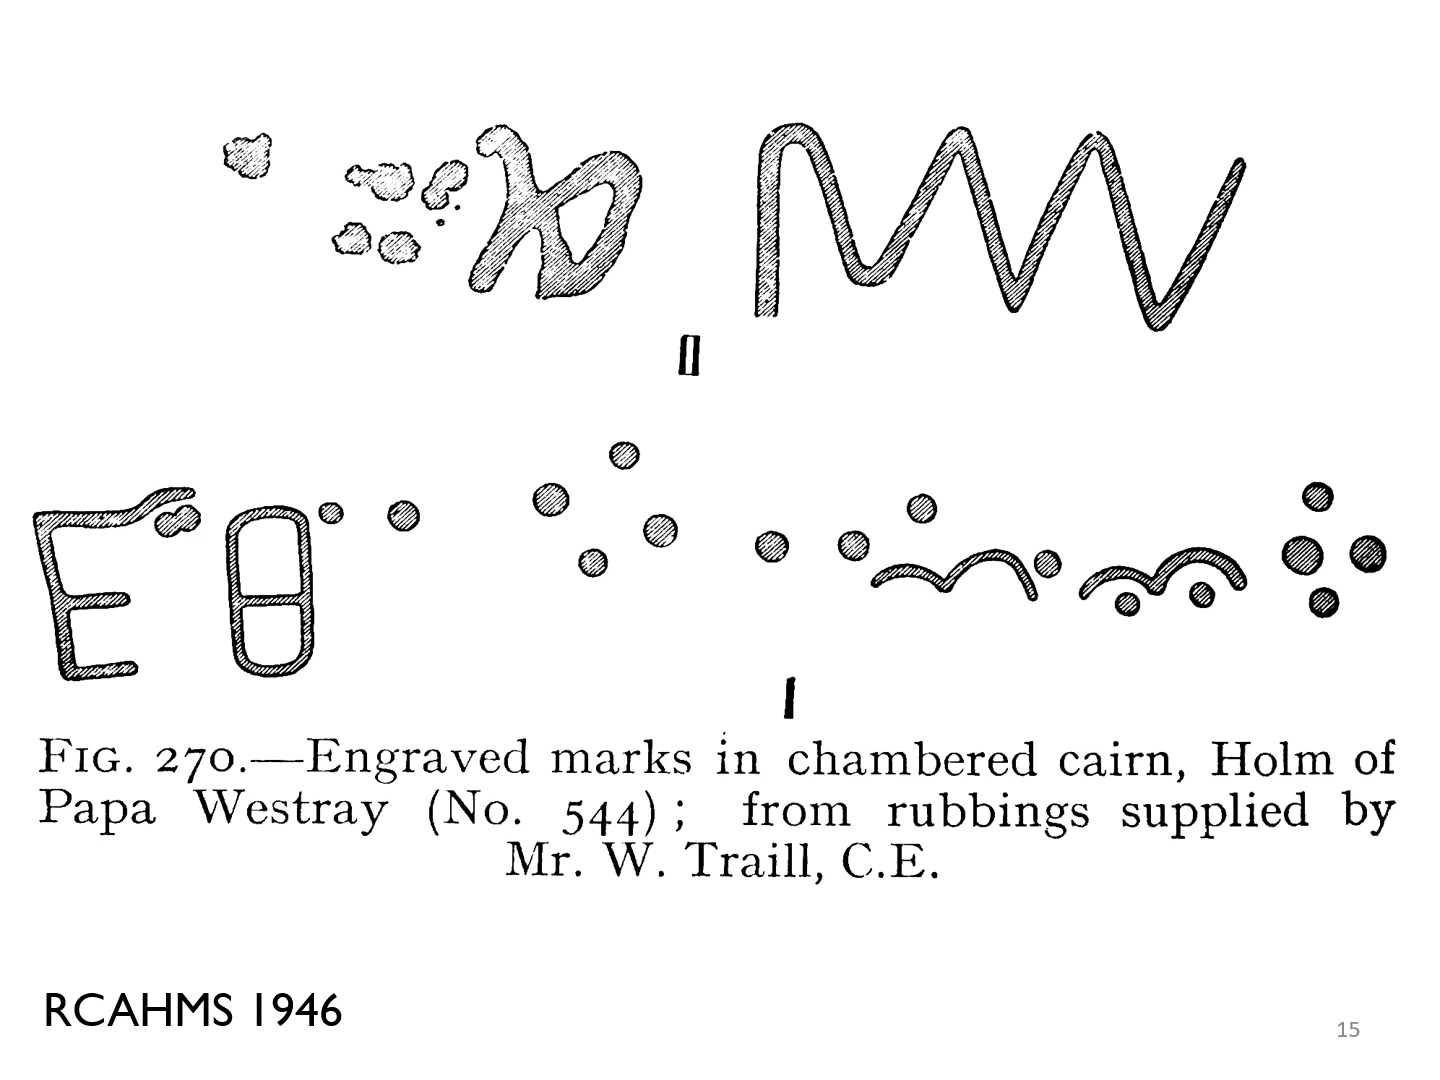 II
I
FIG. 270.—Engraved marks in chambered cairn, Holm of
Papa Westray (No. 544) ; from rubbings supplied by
Mr. W. Traill, C.E.
RCAHMS 1946
15